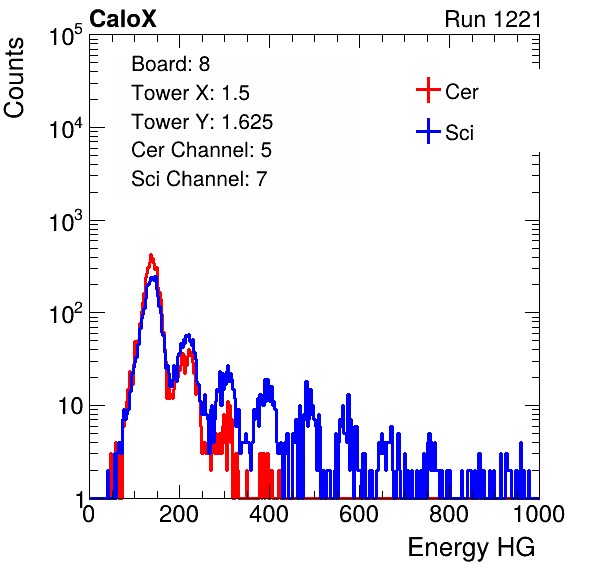 CaloX Run 1221
Counts
10^5
10^4
10^3
10^2
10
1
Board: 8
Tower X: 1.5
Tower Y: 1.625
Cer Channel: 5
Sci Channel: 7
Cer
Sci
0 200 400 600 800 1000
Energy HG